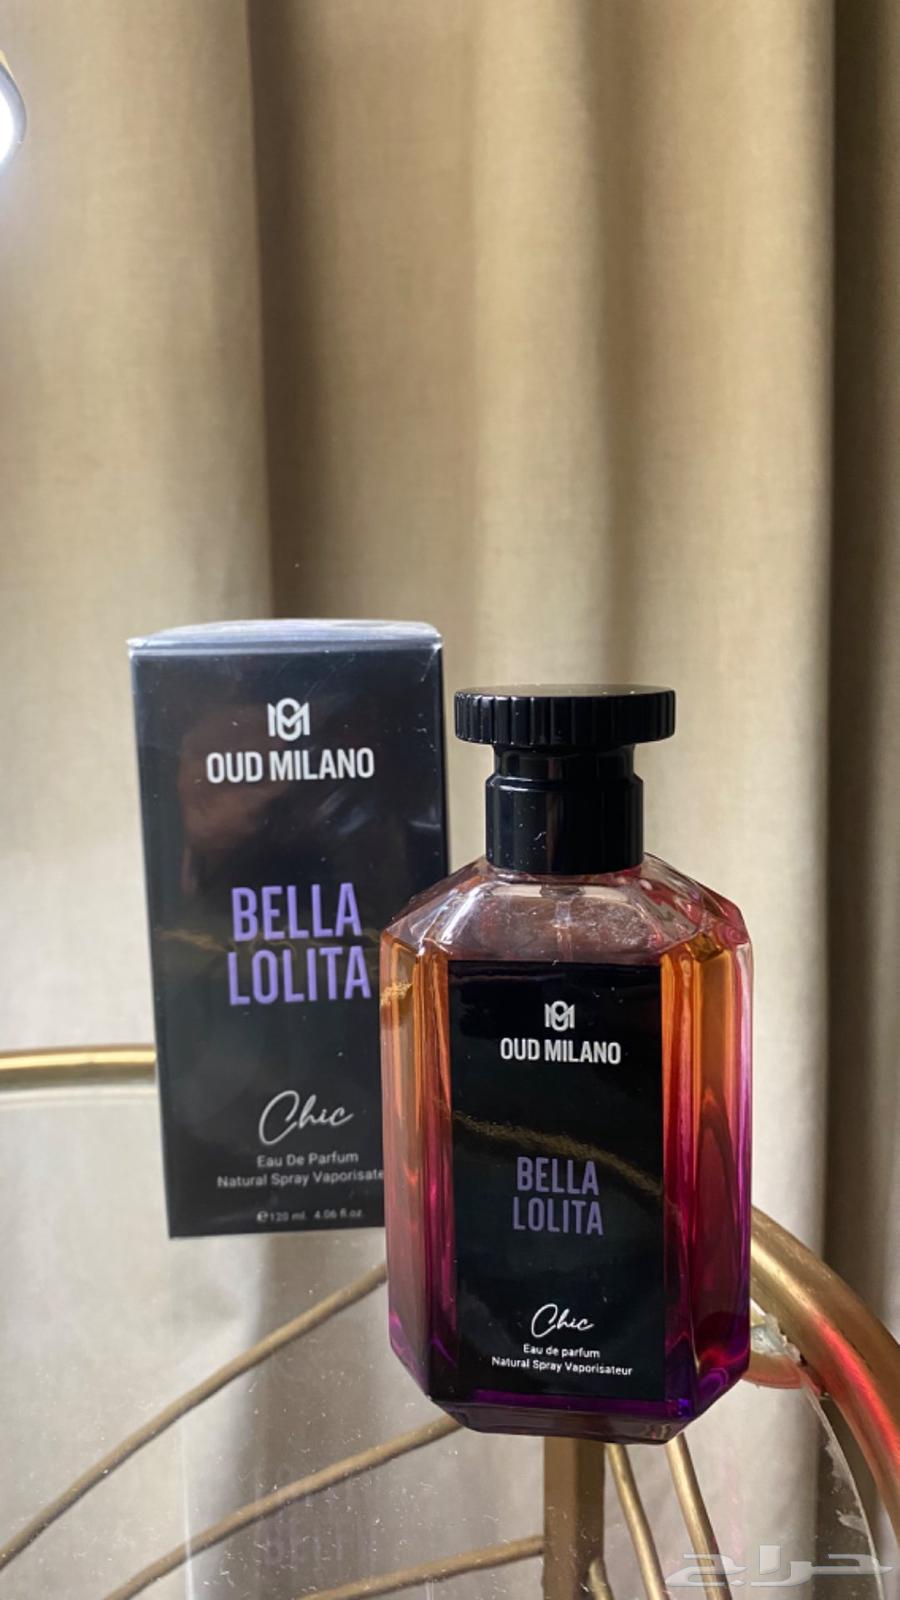 OUD MILANO
BELLA
LOLITA
Chic
Eau De Parfum
Natural Spray Vaporisate
e120 ml. 4.06 fl.oz.
OUD MILANO
BELLA
LOLITA
Chic
Eau de parfum
Natural Spray Vaporisateur
حراج